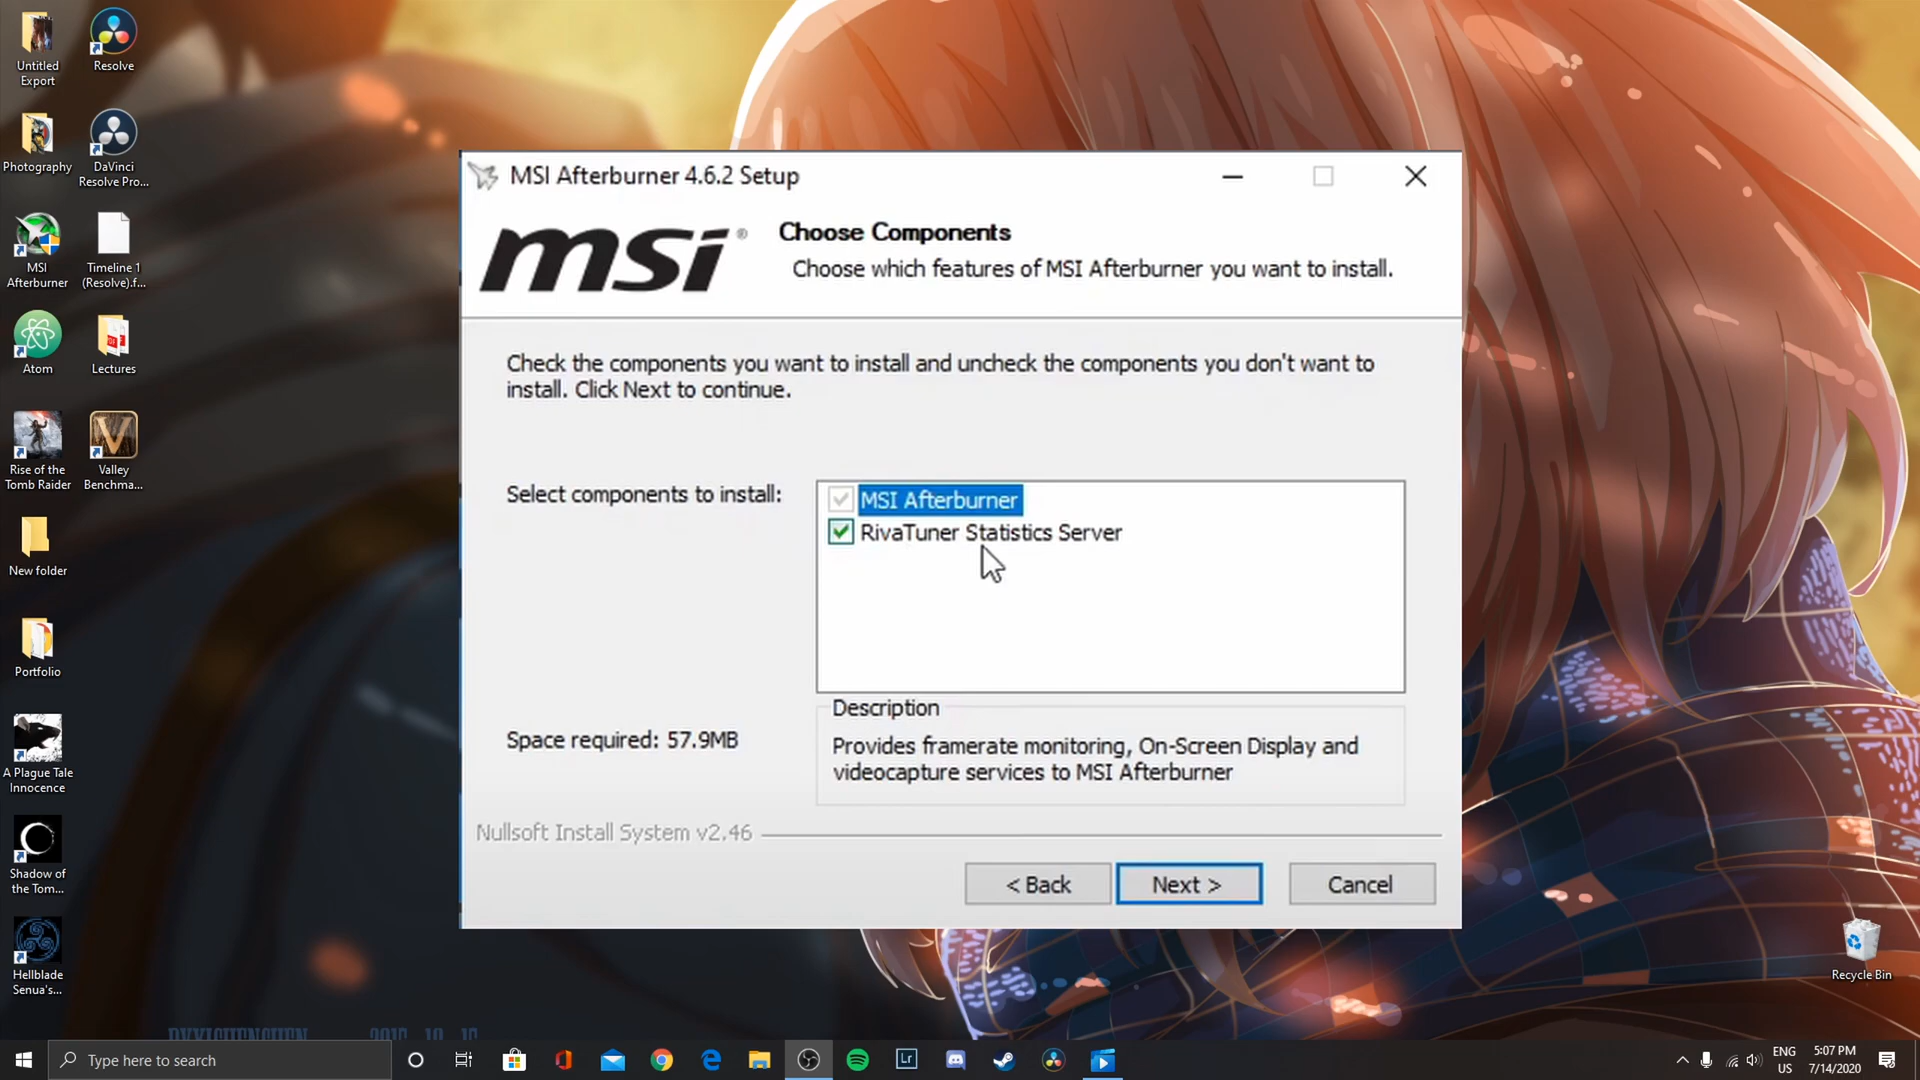 Untitled
Export
Resolve
Photography
DaVinci
Resolve Pro...
MSI
Afterburner
Timeline 1
(Resolve).f...
Atom
Lectures
Rise of the
Tomb Raider
Valley
Benchma...
New folder
Portfolio
A Plague Tale
Innocence
Shadow of
the Tom...
Hellblade
Senua's...
MSI Afterburner 4.6.2 Setup
msi®
Choose Components
Choose which features of MSI Afterburner you want to install.
Check the components you want to install and uncheck the components you don't want to
install. Click Next to continue.
Select components to install:
MSI Afterburner
RivaTuner Statistics Server
Space required: 57.9MB
Description
Provides framerate monitoring, On-Screen Display and
videocapture services to MSI Afterburner
Nullsoft Install System v2.46
< Back
Next >
Cancel
Recycle Bin
Type here to search
Lr
ENG
US
5:07 PM
7/14/2020